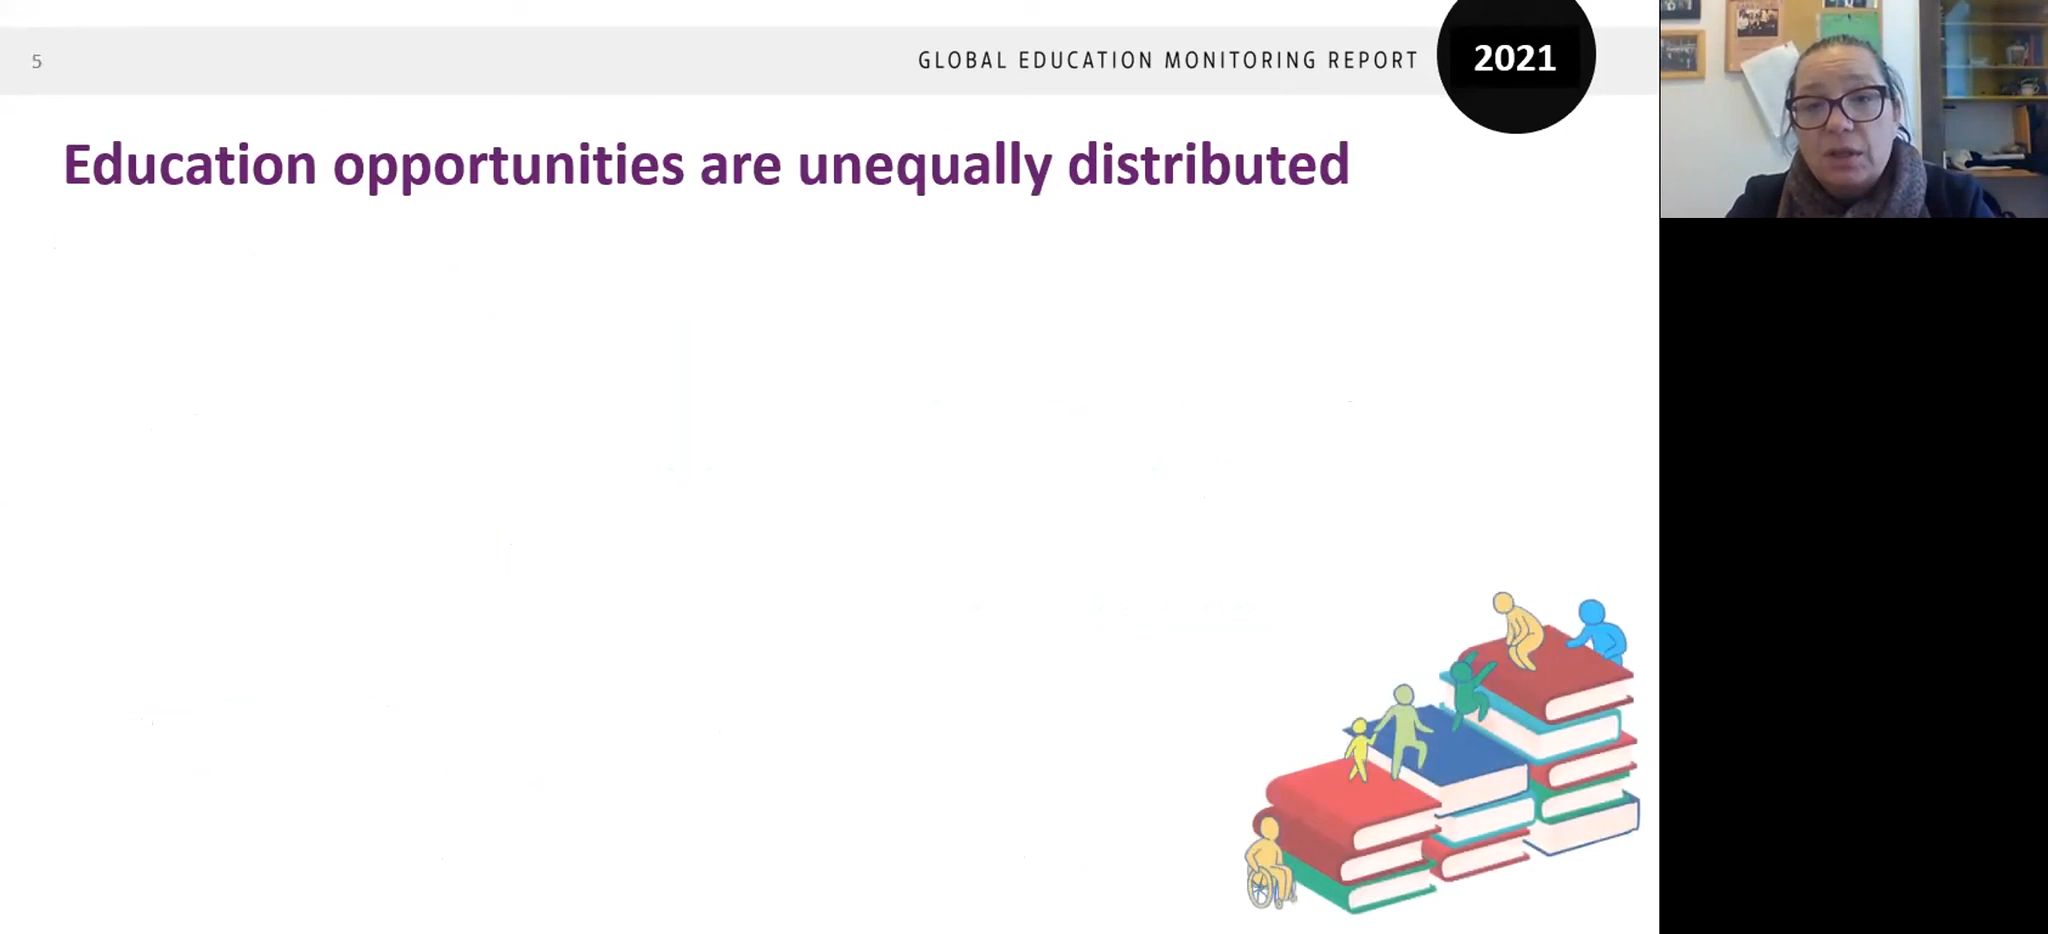 5
GLOBAL EDUCATION MONITORING REPORT
2021
Education opportunities are unequally distributed